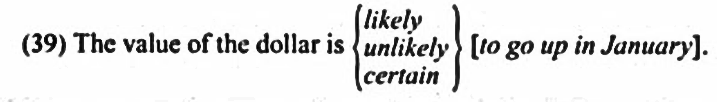 likely
(39) The value of the dollar is unlikely [to go up in January].
certain